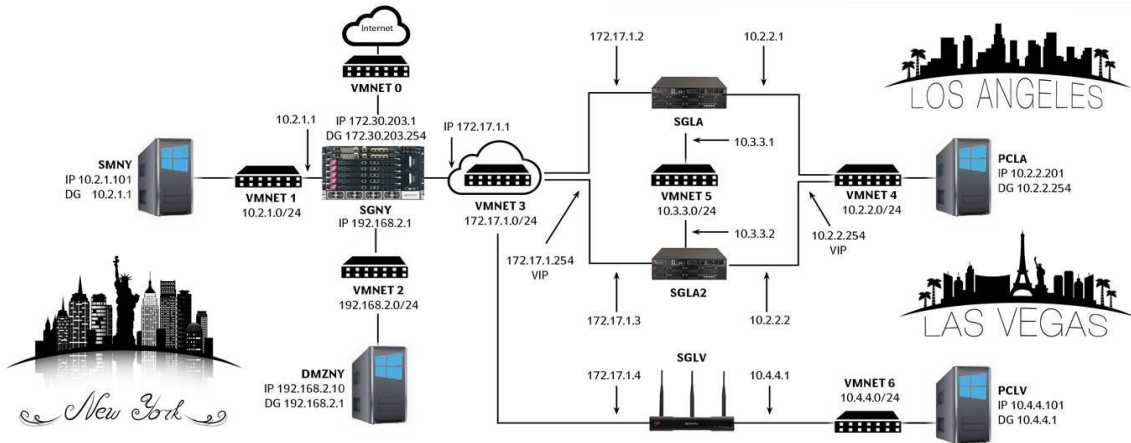 internet
VMNET 0
IP 172.30.203.1
DG 172.30.203.254
10.2.1.1
IP 172.17.1.1
SMNY
IP 10.2.1.101
DG 10.2.1.1
VMNET 1
10.2.1.0/24
SGNY
IP 192.168.2.1
VMNET 2
192.168.2.0/24
DMZNY
IP 192.168.2.10
DG 192.168.2.1
New York
VMNET 3
172.17.1.0/24
172.17.1.2
10.2.2.1
SGLA
10.3.3.1
VMNET 5
10.3.3.0/24
10.3.3.2
SGLA2
172.17.1.254
VIP
172.17.1.3
10.2.2.2
10.2.2.254
VIP
VMNET 4
10.2.2.0/24
LOS ANGELES
PCLA
IP 10.2.2.201
DG 10.2.2.254
LAS VEGAS
SGLV
172.17.1.4
10.4.4.1
VMNET 6
10.4.4.0/24
PCLV
IP 10.4.4.101
DG 10.4.4.1